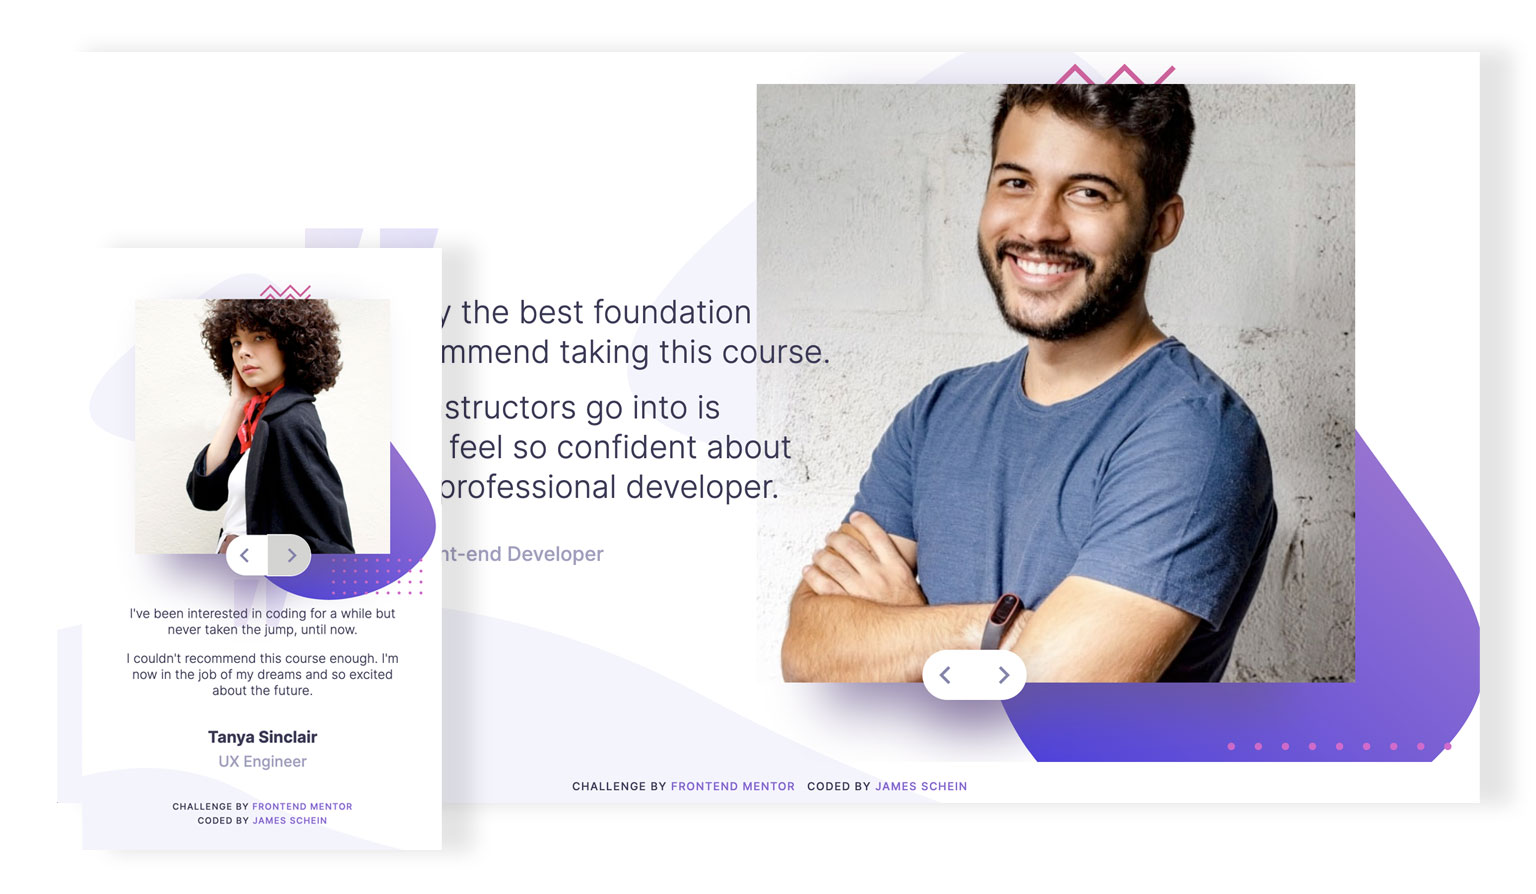 the best foundation
mmend taking this course.
structors go into is
feel so confident about
professional developer.
nt-end Developer
CHALLENGE BY FRONTEND MENTOR CODED BY JAMES SCHEIN
I've been interested in coding for a while but
never taken the jump, until now.
I couldn't recommend this course enough. I'm
now in the job of my dreams and so excited
about the future.
Tanya Sinclair
UX Engineer
CHALLENGE BY FRONTEND MENTOR
CODED BY JAMES SCHEIN